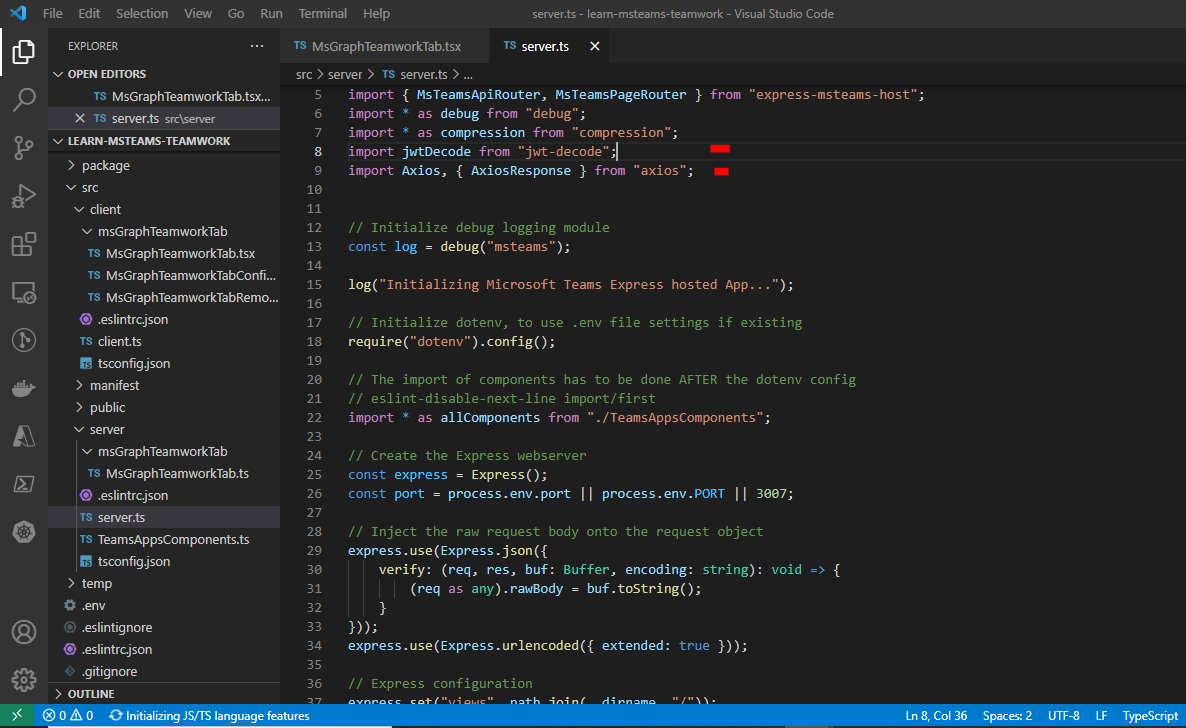 File Edit Selection View Go Run Terminal Help server.ts - learn-msteams-teamwork - Visual Studio Code
EXPLORER ...
OPEN EDITORS
TS MsGraphTeamworkTab.tsx...
TS server.ts src\server
LEARN-MSTEAMS-TEAMWORK
package
src
client
msGraphTeamworkTab
TS MsGraphTeamworkTab.tsx
TS MsGraphTeamworkTabConfi...
TS MsGraphTeamworkTabRemo...
.eslintrc.json
TS client.ts
TS tsconfig.json
manifest
public
server
msGraphTeamworkTab
TS MsGraphTeamworkTab.ts
.eslintrc.json
TS server.ts
TS TeamsAppsComponents.ts
TS tsconfig.json
temp
.env
.eslintignore
.eslintrc.json
.gitignore
OUTLINE
TS MsGraphTeamworkTab.tsx TS server.ts
src > server > TS server.ts > ...
5 import { MsTeamsApiRouter, MsTeamsPageRouter } from "express-msteams-host";
6 import * as debug from "debug";
7 import * as compression from "compression";
8 import jwtDecode from "jwt-decode";
9 import Axios, { AxiosResponse } from "axios";
10
11
12 // Initialize debug logging module
13 const log = debug("msteams");
14
15 log("Initializing Microsoft Teams Express hosted App...");
16
17 // Initialize dotenv, to use .env file settings if existing
18 require("dotenv").config();
19
20 // The import of components has to be done AFTER the dotenv config
21 // eslint-disable-next-line import/first
22 import * as allComponents from "./TeamsAppsComponents";
23
24 // Create the Express webserver
25 const express = Express();
26 const port = process.env.port || process.env.PORT || 3007;
27
28 // Inject the raw request body onto the request object
29 express.use(Express.json({
30 verify: (req, res, buf: Buffer, encoding: string): void => {
31 (req as any).rawBody = buf.toString();
32 }
33 }));
34 express.use(Express.urlencoded({ extended: true }));
35
36 // Express configuration
37 express.set("views", path.join(__dirname, "/"));
0 0 Initializing JS/TS language features Ln 8, Col 36 Spaces: 2 UTF-8 LF TypeScript